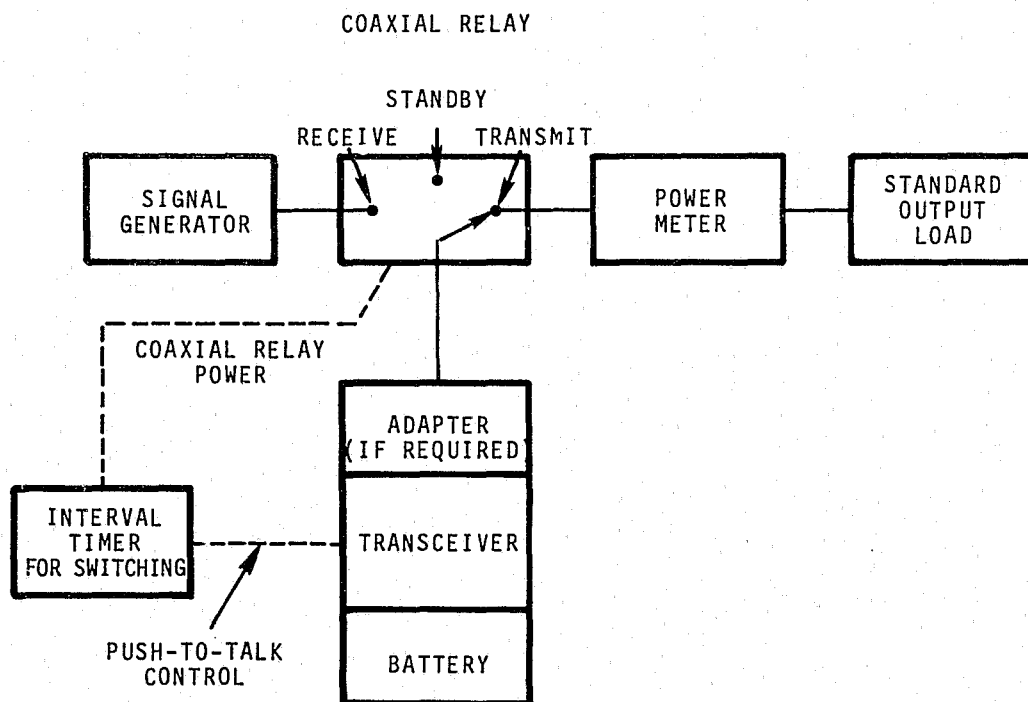 COAXIAL RELAY
STANDBY
RECEIVE
TRANSMIT
SIGNAL
GENERATOR
POWER
METER
STANDARD
OUTPUT
LOAD
COAXIAL RELAY
POWER
ADAPTER
(IF REQUIRED)
INTERVAL
TIMER
FOR SWITCHING
TRANSCEIVER
PUSH-TO-TALK
CONTROL
BATTERY